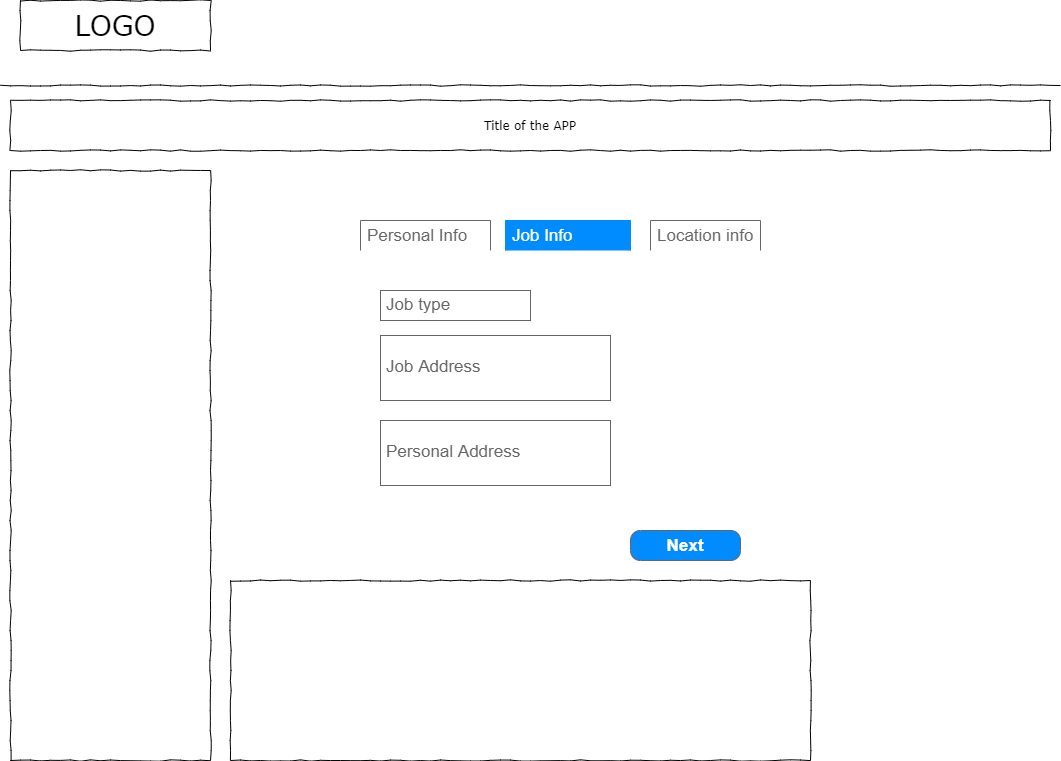 LOGO
Title of the APP
Personal Info
Job Info
Location info
Job type
Job Address
Personal Address
Next